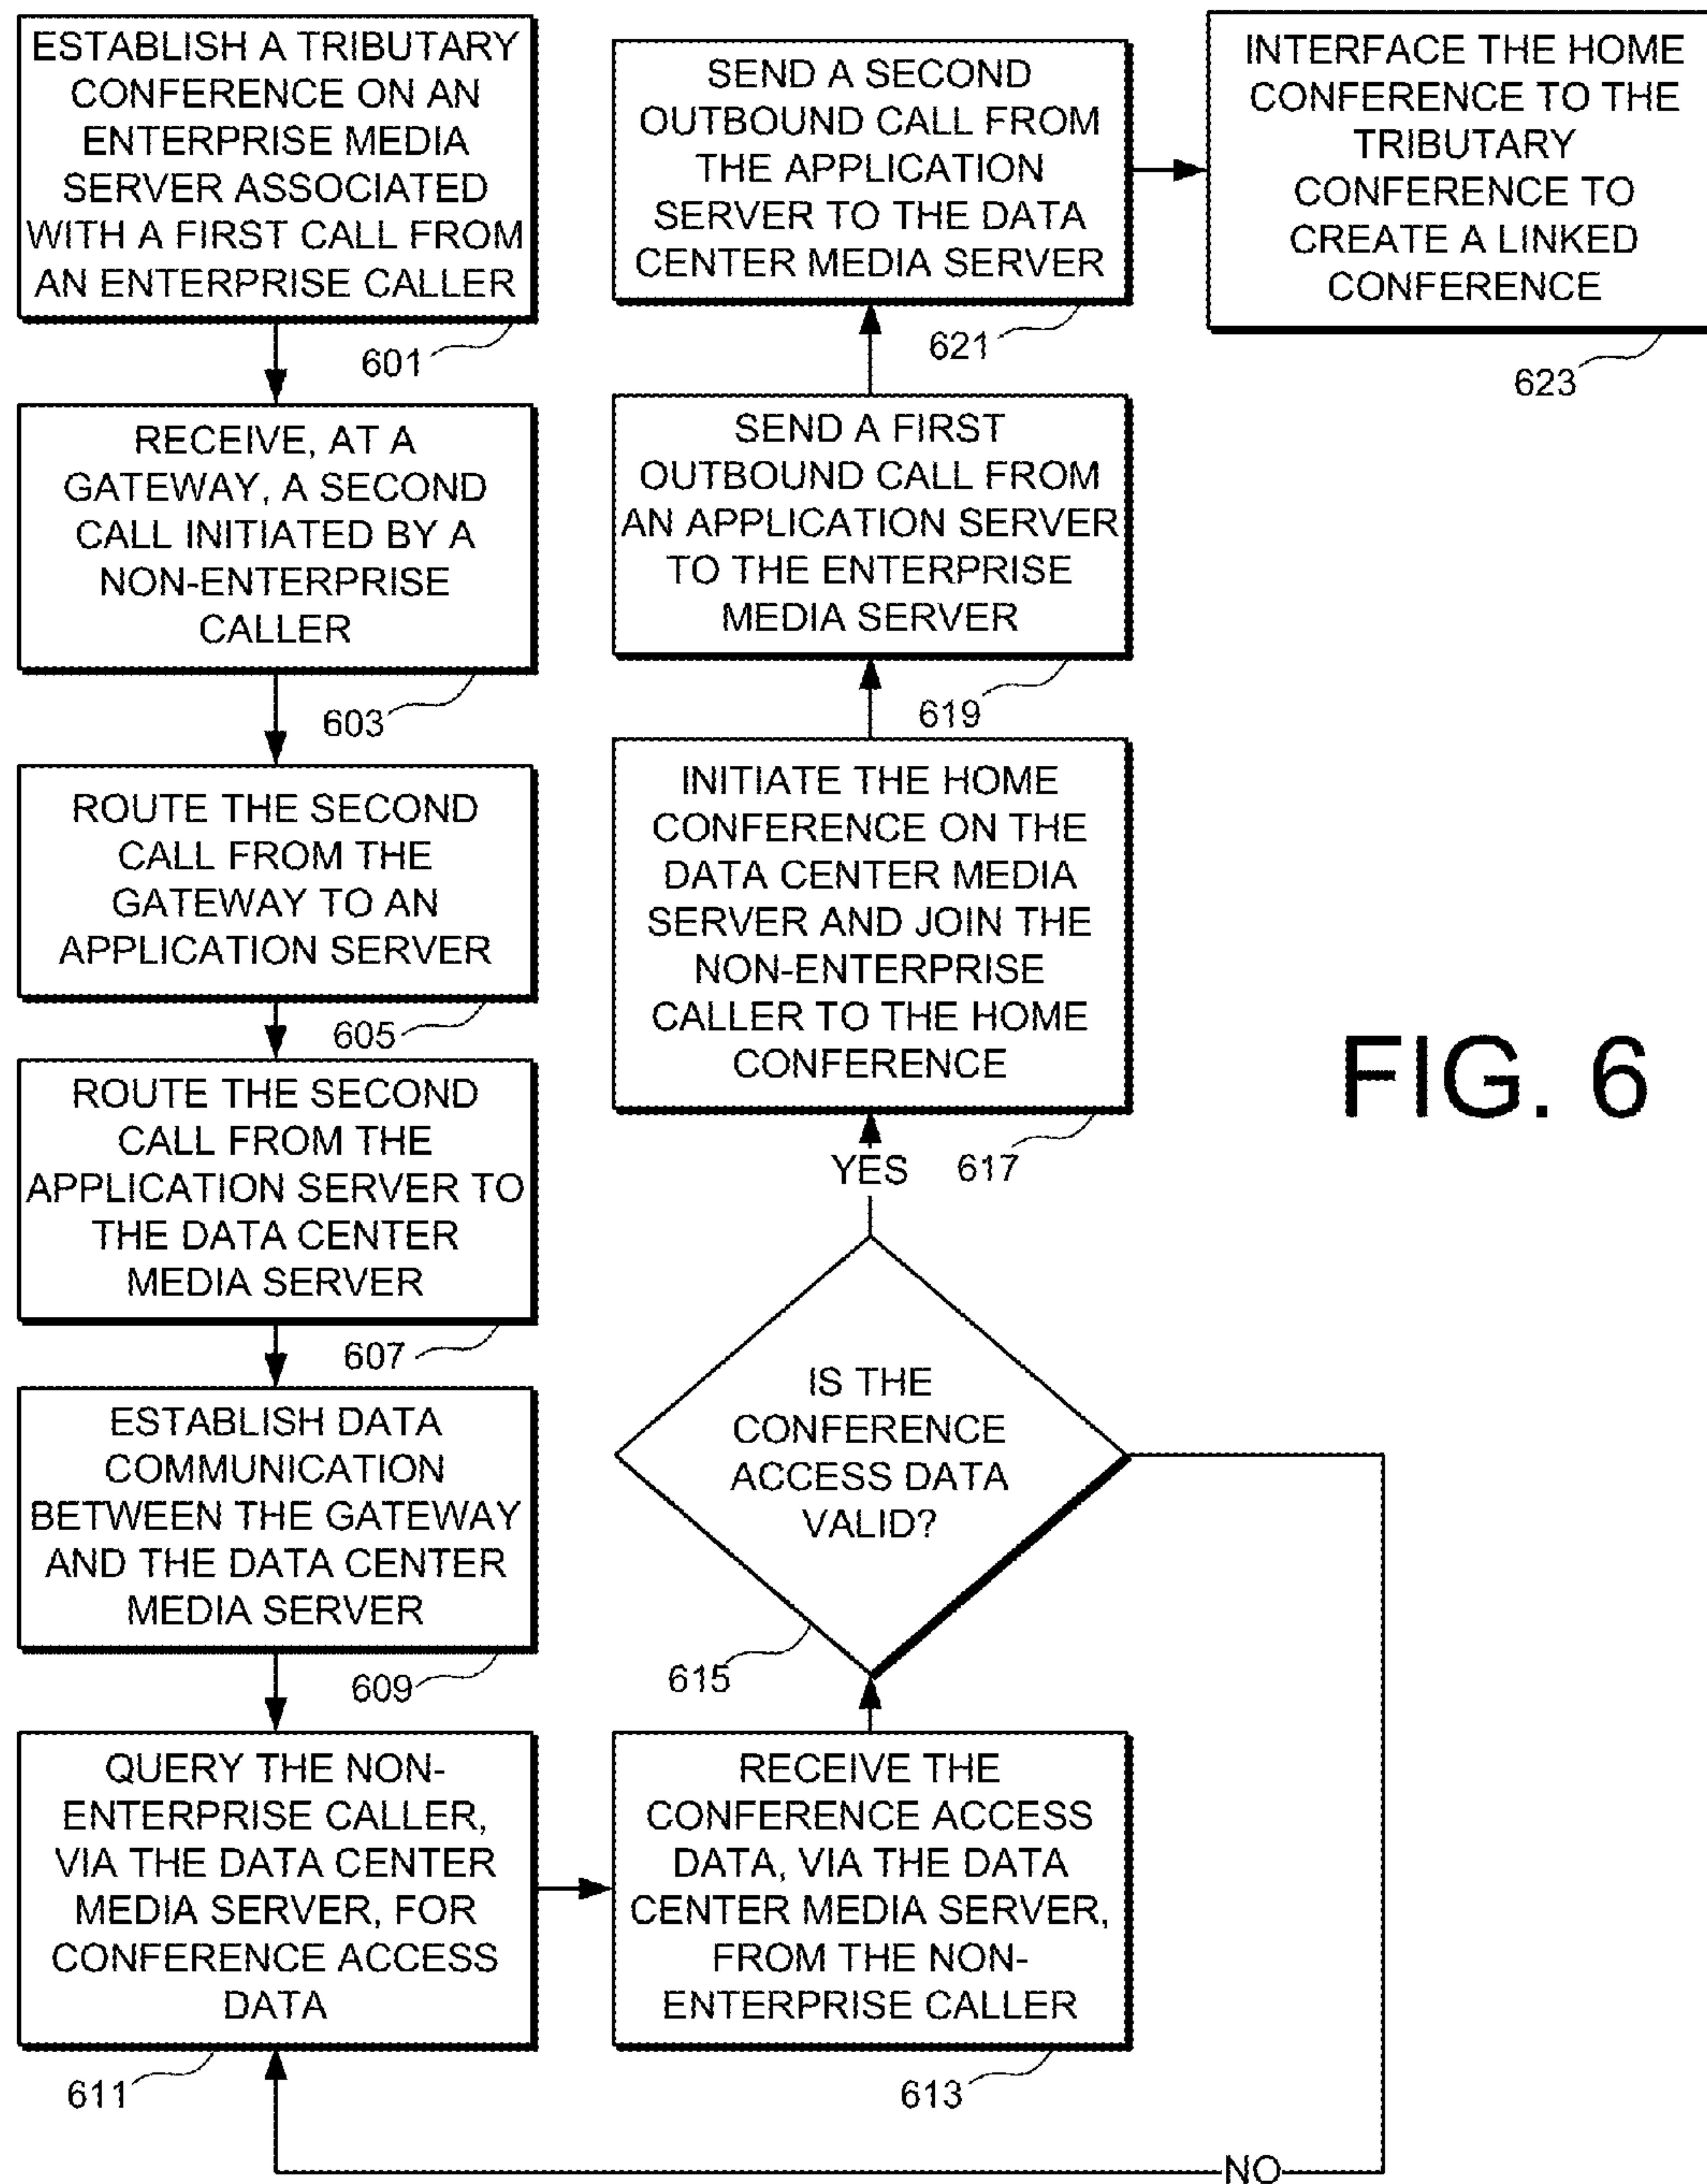 ESTABLISH A TRIBUTARY
CONFERENCE ON AN
ENTERPRISE MEDIA
SERVER ASSOCIATED
WITH A FIRST CALL FROM
AN ENTERPRISE CALLER
601
RECEIVE, AT A
GATEWAY, A SECOND
CALL INITIATED BY A
NON-ENTERPRISE
CALLER
603
ROUTE THE SECOND
CALL FROM THE
GATEWAY TO AN
APPLICATION SERVER
605
ROUTE THE SECOND
CALL FROM THE
APPLICATION SERVER TO
THE DATA CENTER
MEDIA SERVER
607
ESTABLISH DATA
COMMUNICATION
BETWEEN THE GATEWAY
AND THE DATA CENTER
MEDIA SERVER
609
QUERY THE NON-
ENTERPRISE CALLER,
VIA THE DATA CENTER
MEDIA SERVER, FOR
CONFERENCE ACCESS
DATA
611
RECEIVE THE
CONFERENCE ACCESS
DATA, VIA THE DATA
CENTER MEDIA SERVER,
FROM THE NON-
ENTERPRISE CALLER
613
IS THE
CONFERENCE
ACCESS DATA
VALID?
615
NO
YES
INITIATE THE HOME
CONFERENCE ON THE
DATA CENTER MEDIA
SERVER AND JOIN THE
NON-ENTERPRISE
CALLER TO THE HOME
CONFERENCE
617
SEND A FIRST
OUTBOUND CALL FROM
AN APPLICATION SERVER
TO THE ENTERPRISE
MEDIA SERVER
619
SEND A SECOND
OUTBOUND CALL FROM
THE APPLICATION
SERVER TO THE DATA
CENTER MEDIA SERVER
621
INTERFACE THE HOME
CONFERENCE TO THE
TRIBUTARY
CONFERENCE TO
CREATE A LINKED
CONFERENCE
623
FIG. 6